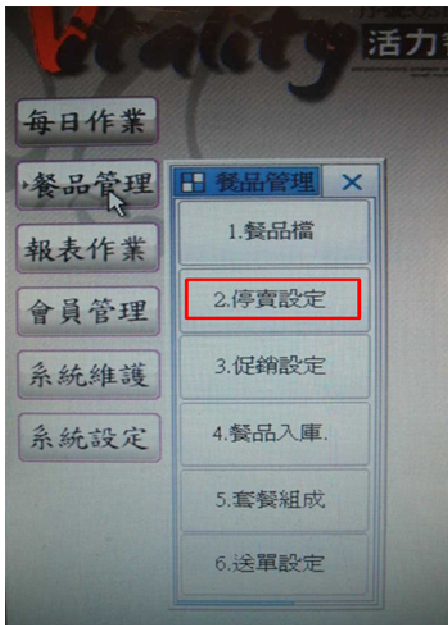 Vitality
活力
每日作業
餐品管理
報表作業
會員管理
系統維護
系統設定
餐品管理
1.餐品檔
2.停賣設定
3.促銷設定
4.餐品入庫.
5.套餐組成
6.送單設定